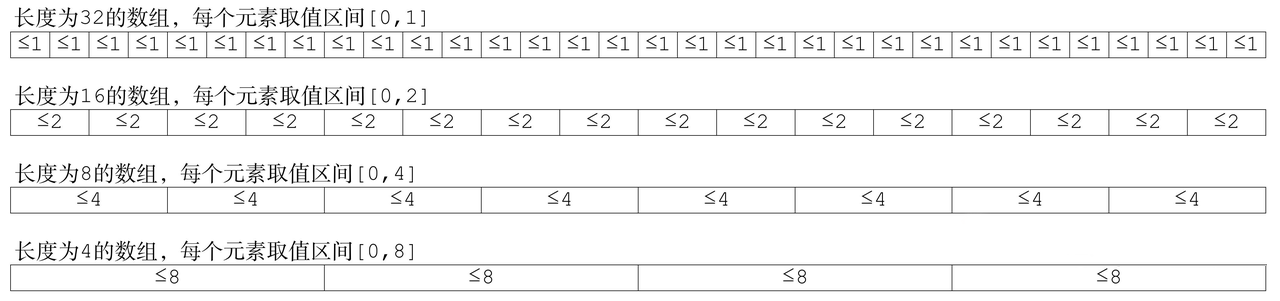 长度为32的数组，每个元素取值区间[0,1]
≤1 ≤1 ≤1 ≤1 ≤1 ≤1 ≤1 ≤1 ≤1 ≤1 ≤1 ≤1 ≤1 ≤1 ≤1 ≤1 ≤1 ≤1 ≤1 ≤1 ≤1 ≤1 ≤1 ≤1 ≤1 ≤1 ≤1 ≤1 ≤1 ≤1 ≤1 ≤1
长度为16的数组，每个元素取值区间[0,2]
≤2 ≤2 ≤2 ≤2 ≤2 ≤2 ≤2 ≤2 ≤2 ≤2 ≤2 ≤2 ≤2 ≤2 ≤2 ≤2
长度为8的数组，每个元素取值区间[0,4]
≤4 ≤4 ≤4 ≤4 ≤4 ≤4 ≤4 ≤4
长度为4的数组，每个元素取值区间[0,8]
≤8 ≤8 ≤8 ≤8